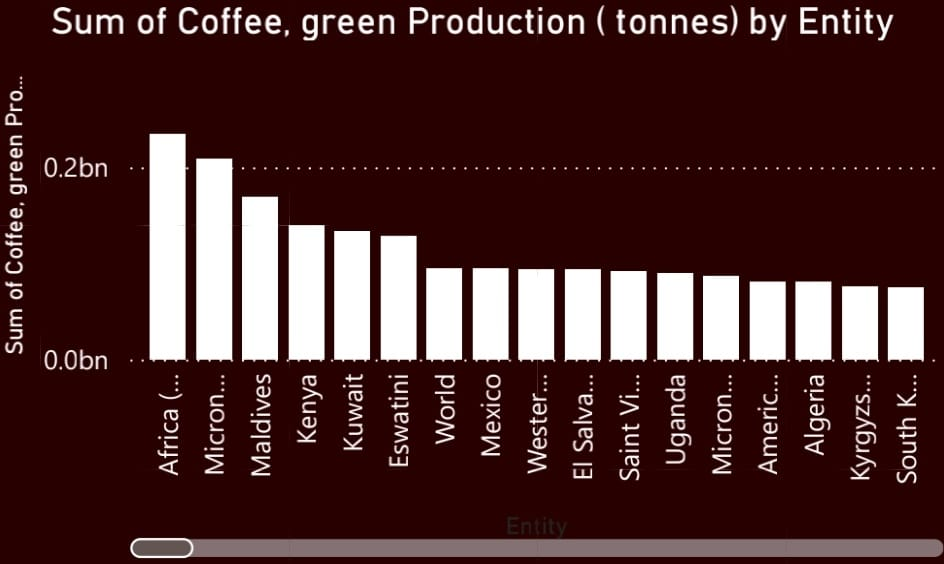 Sum of Coffee, green Production ( tonnes) by Entity
Sum of Coffee, green Pro...
0.2bn
0.0bn
Africa (...
Micron...
Maldives
Kenya
Kuwait
Eswatini
World
Mexico
Wester...
El Salva...
Saint Vi...
Uganda
Micron...
Americ...
Algeria
Kyrgyzs...
South K...
Entity